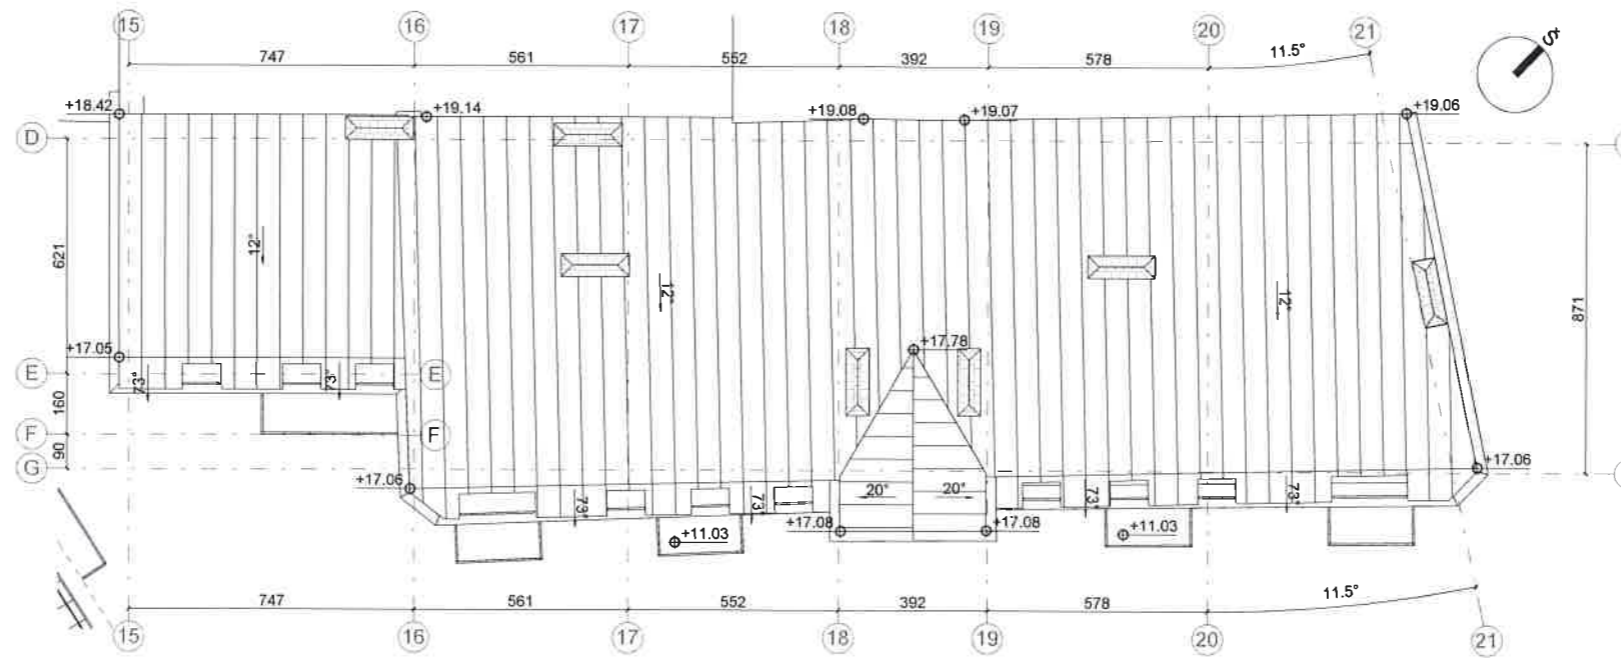 15 16 17 18 19 20 21
747 561 552 392 578 11.5°
S
+18.42 +19.14 +19.08 +19.07 +19.06
D
621 12° 12° 12° 871
+17.05 +17.78
E 73° 73° E
160
F F
90
G +17.06 +17.06
20° 20°
73° 73° 73° 73°
+11.03 +17.08 +17.08 +11.03
747 561 552 392 578 11.5°
15 16 17 18 19 20 21